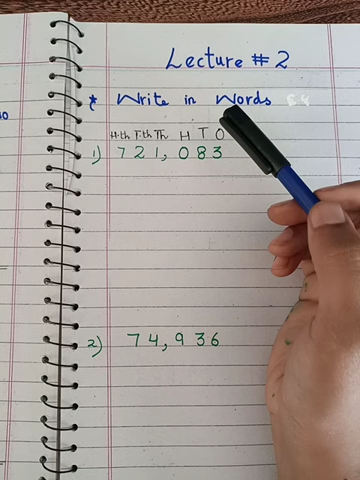 Lecture # 2
* Write in Words
H.th T.th Th H T O
1) 721,083
2) 74,936